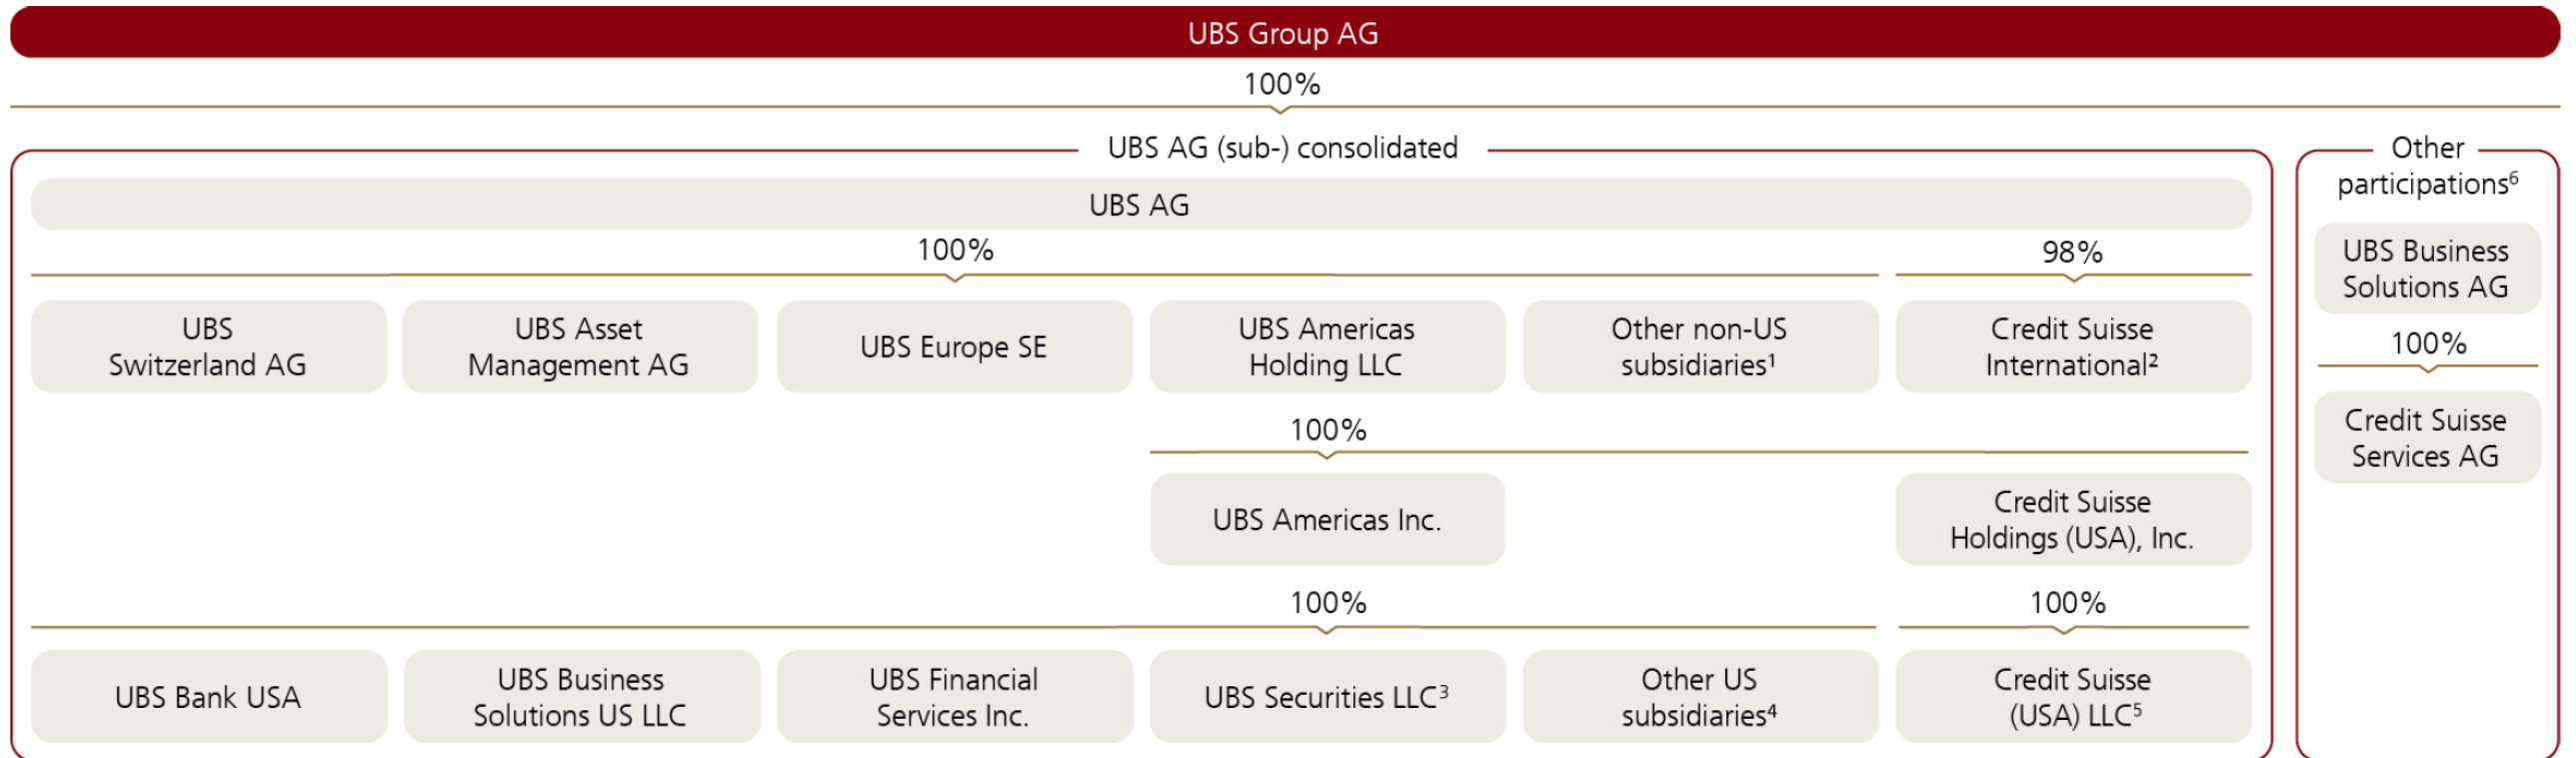 UBS Group AG
100%
UBS AG (sub-) consolidated
UBS AG
100%
98%
UBS
Switzerland AG
UBS Asset
Management AG
UBS Europe SE
UBS Americas
Holding LLC
Other non-US
subsidiaries¹
Credit Suisse
International²
100%
UBS Americas Inc.
Credit Suisse
Holdings (USA), Inc.
100%
100%
UBS Bank USA
UBS Business
Solutions US LLC
UBS Financial
Services Inc.
UBS Securities LLC³
Other US
subsidiaries⁴
Credit Suisse
(USA) LLC⁵
Other
participations⁶
UBS Business
Solutions AG
100%
Credit Suisse
Services AG